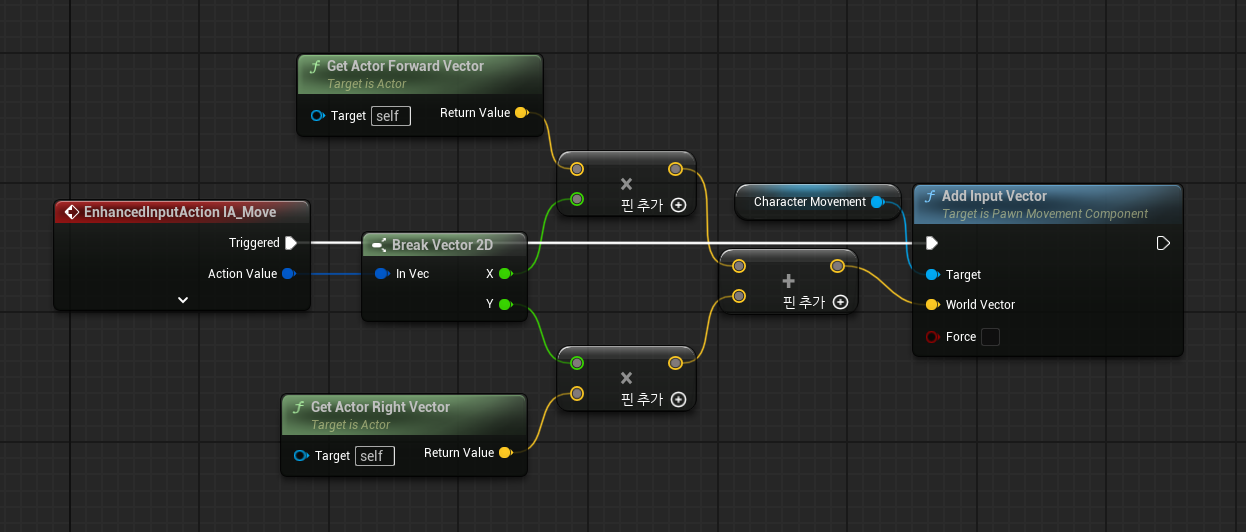 Get Actor Forward Vector
Target is Actor
Target self Return Value
×
핀 추가
EnhancedInputAction IA_Move
Triggered
Action Value
Break Vector 2D
In Vec X
Y
Character Movement
Add Input Vector
Target is Pawn Movement Component
Target
World Vector
Force
+
핀 추가
×
핀 추가
Get Actor Right Vector
Target is Actor
Target self Return Value